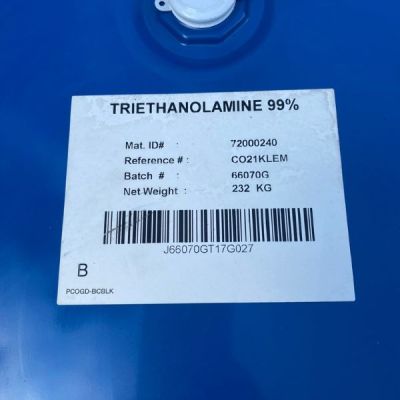 TRIETHANOLAMINE 99%
Mat. ID# : 72000240
Reference # : CO21KLEM
Batch # : 66070G
Net Weight : 232 KG
J66070GT17G027
B
PCOGD-BCBLK